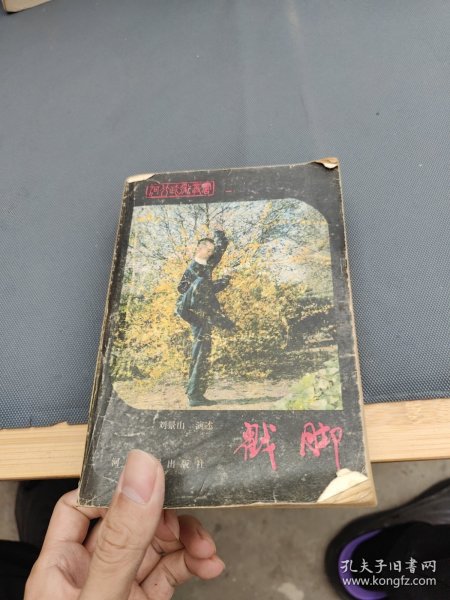 刘景山 演述
戳脚
河
出版社
孔夫子旧书网
www.kongfz.com